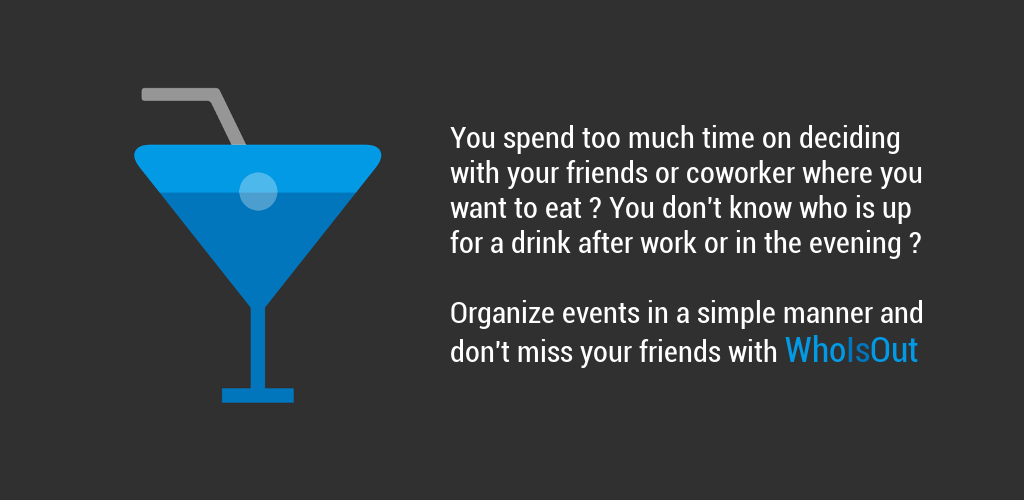 You spend too much time on deciding
with your friends or coworker where you
want to eat ? You don't know who is up
for a drink after work or in the evening ?
Organize events in a simple manner and
don't miss your friends with WhoIsOut